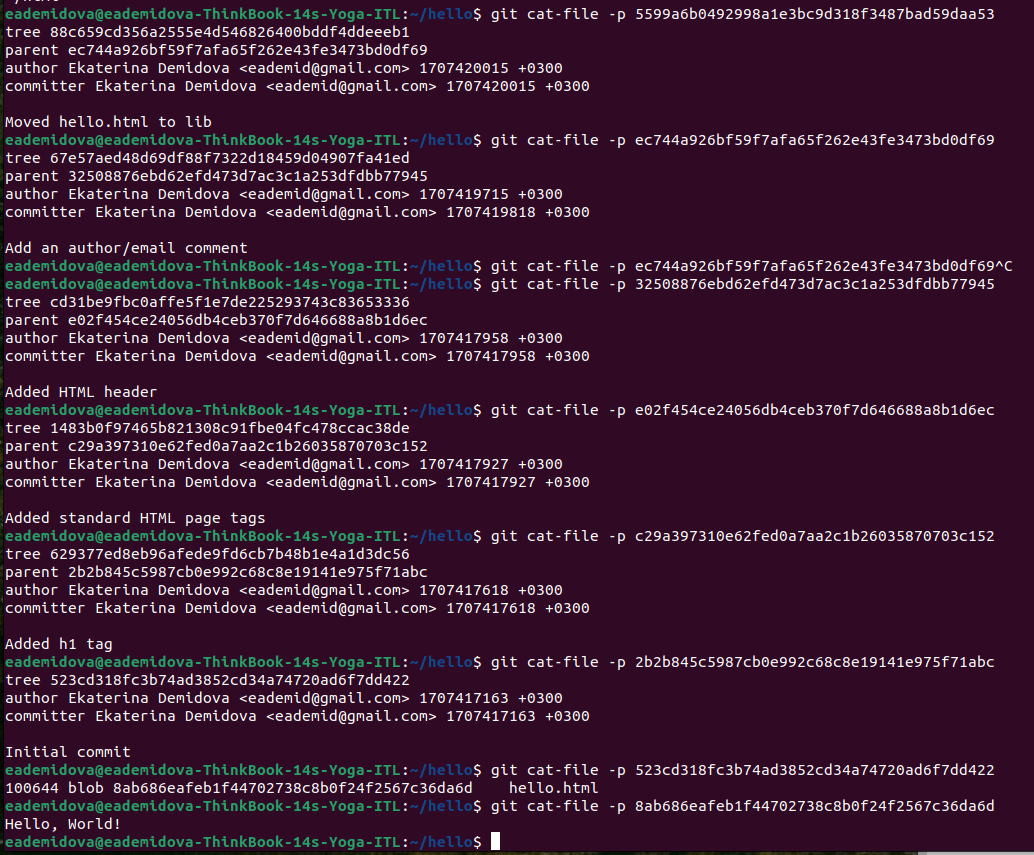 eademidova@eademidova-ThinkBook-14s-Yoga-ITL:~/hello$ git cat-file -p 5599a6b0492998a1e3bc9d318f3487bad59daa53
tree 88c659cd356a2555e4d546826400bddf4ddeeeb1
parent ec744a926bf59f7afa65f262e43fe3473bd0df69
author Ekaterina Demidova <eademid@gmail.com> 1707420015 +0300
committer Ekaterina Demidova <eademid@gmail.com> 1707420015 +0300

Moved hello.html to lib
eademidova@eademidova-ThinkBook-14s-Yoga-ITL:~/hello$ git cat-file -p ec744a926bf59f7afa65f262e43fe3473bd0df69
tree 67e57aed48d69df88f7322d18459d04907fa41ed
parent 32508876ebd62efd473d7ac3c1a253dfdbb77945
author Ekaterina Demidova <eademid@gmail.com> 1707419715 +0300
committer Ekaterina Demidova <eademid@gmail.com> 1707419818 +0300

Add an author/email comment
eademidova@eademidova-ThinkBook-14s-Yoga-ITL:~/hello$ git cat-file -p ec744a926bf59f7afa65f262e43fe3473bd0df69^C
eademidova@eademidova-ThinkBook-14s-Yoga-ITL:~/hello$ git cat-file -p 32508876ebd62efd473d7ac3c1a253dfdbb77945
tree cd31be9fbc0affe5f1e7de225293743c83653336
parent e02f454ce24056db4ceb370f7d646688a8b1d6ec
author Ekaterina Demidova <eademid@gmail.com> 1707417958 +0300
committer Ekaterina Demidova <eademid@gmail.com> 1707417958 +0300

Added HTML header
eademidova@eademidova-ThinkBook-14s-Yoga-ITL:~/hello$ git cat-file -p e02f454ce24056db4ceb370f7d646688a8b1d6ec
tree 1483b0f97465b821308c91fbe04fc478ccac38de
parent c29a397310e62fed0a7aa2c1b26035870703c152
author Ekaterina Demidova <eademid@gmail.com> 1707417927 +0300
committer Ekaterina Demidova <eademid@gmail.com> 1707417927 +0300

Added standard HTML page tags
eademidova@eademidova-ThinkBook-14s-Yoga-ITL:~/hello$ git cat-file -p c29a397310e62fed0a7aa2c1b26035870703c152
tree 629377ed8eb96afede9fd6cb7b48b1e4a1d3dc56
parent 2b2b845c5987cb0e992c68c8e19141e975f71abc
author Ekaterina Demidova <eademid@gmail.com> 1707417618 +0300
committer Ekaterina Demidova <eademid@gmail.com> 1707417618 +0300

Added h1 tag
eademidova@eademidova-ThinkBook-14s-Yoga-ITL:~/hello$ git cat-file -p 2b2b845c5987cb0e992c68c8e19141e975f71abc
tree 523cd318fc3b74ad3852cd34a74720ad6f7dd422
author Ekaterina Demidova <eademid@gmail.com> 1707417163 +0300
committer Ekaterina Demidova <eademid@gmail.com> 1707417163 +0300

Initial commit
eademidova@eademidova-ThinkBook-14s-Yoga-ITL:~/hello$ git cat-file -p 523cd318fc3b74ad3852cd34a74720ad6f7dd422
100644 blob 8ab686eafeb1f44702738c8b0f24f2567c36da6d    hello.html
eademidova@eademidova-ThinkBook-14s-Yoga-ITL:~/hello$ git cat-file -p 8ab686eafeb1f44702738c8b0f24f2567c36da6d
Hello, World!
eademidova@eademidova-ThinkBook-14s-Yoga-ITL:~/hello$